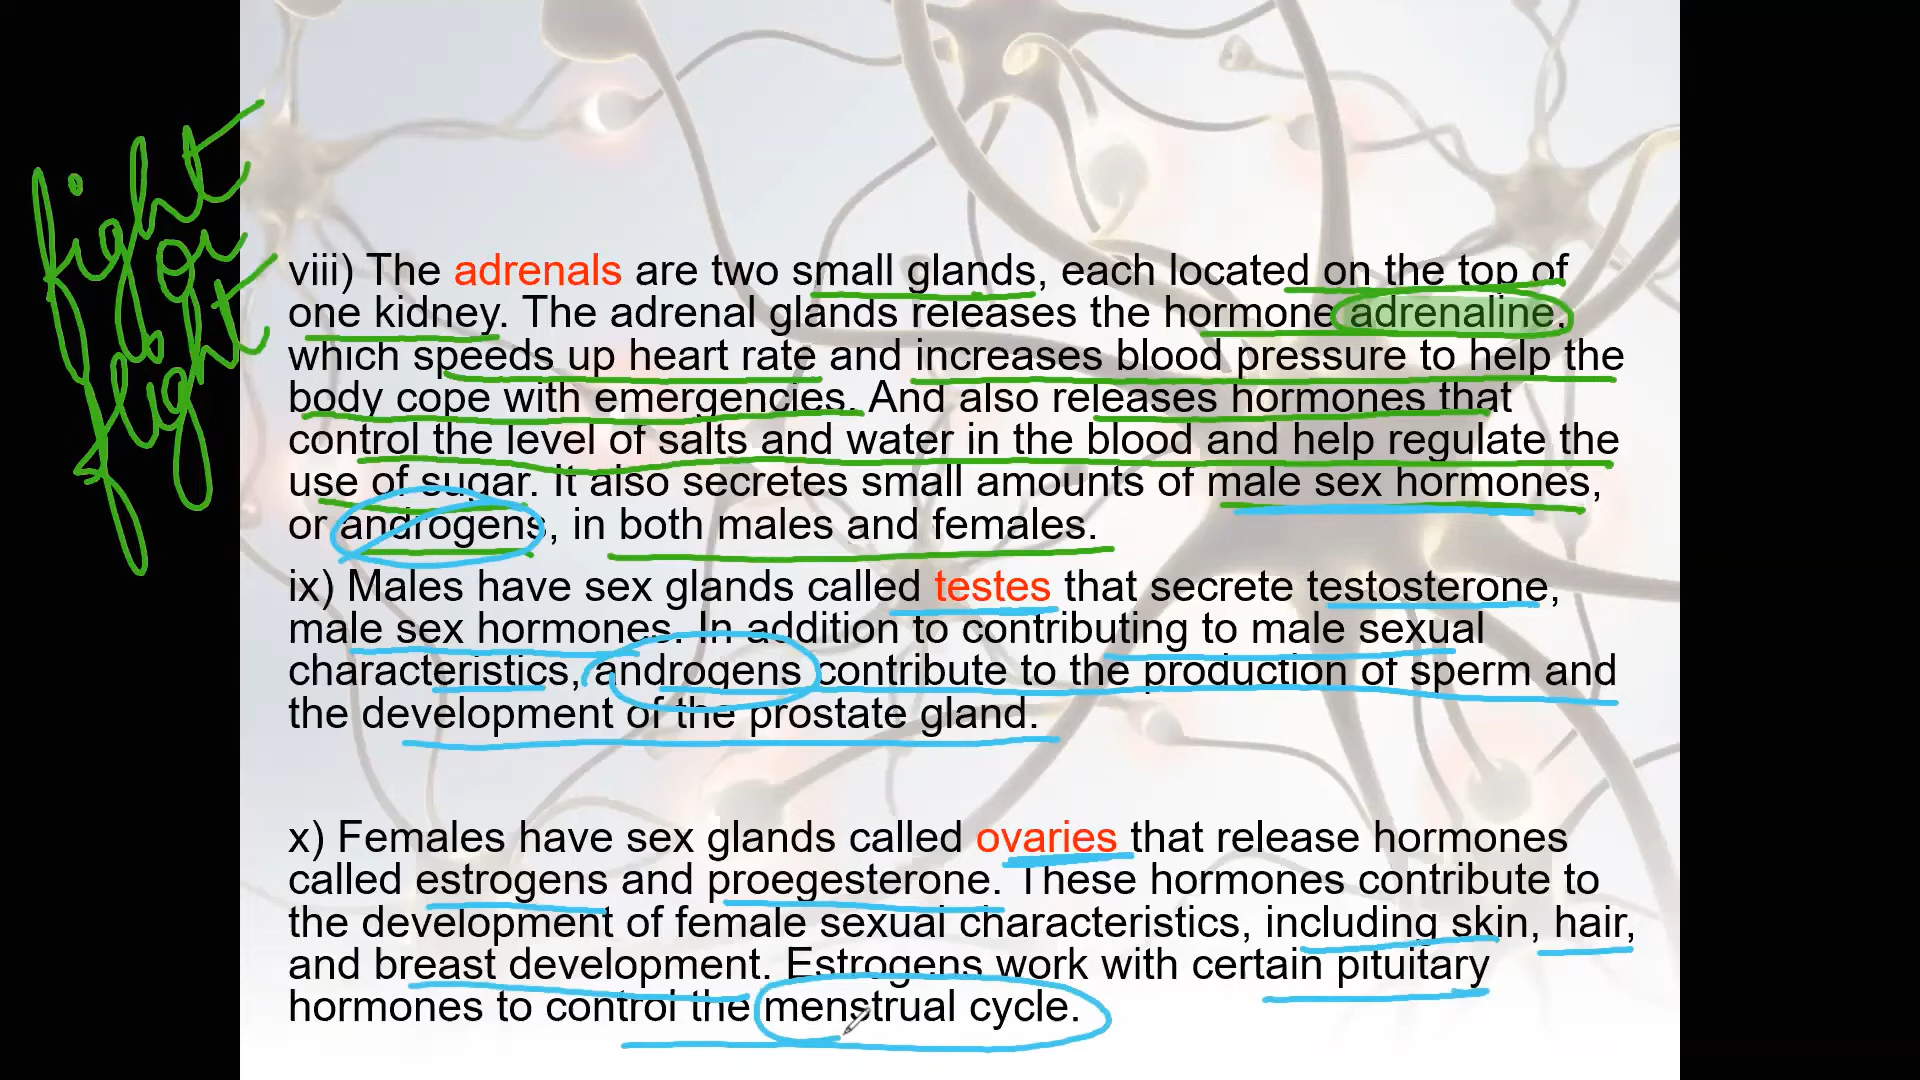 fight
or
flight
viii) The adrenals are two small glands, each located on the top of
one kidney. The adrenal glands releases the hormone adrenaline,
which speeds up heart rate and increases blood pressure to help the
body cope with emergencies. And also releases hormones that
control the level of salts and water in the blood and help regulate the
use of sugar. It also secretes small amounts of male sex hormones,
or androgens, in both males and females.
ix) Males have sex glands called testes that secrete testosterone,
male sex hormones. In addition to contributing to male sexual
characteristics, androgens contribute to the production of sperm and
the development of the prostate gland.
x) Females have sex glands called ovaries that release hormones
called estrogens and proegesterone. These hormones contribute to
the development of female sexual characteristics, including skin, hair,
and breast development. Estrogens work with certain pituitary
hormones to control the menstrual cycle.